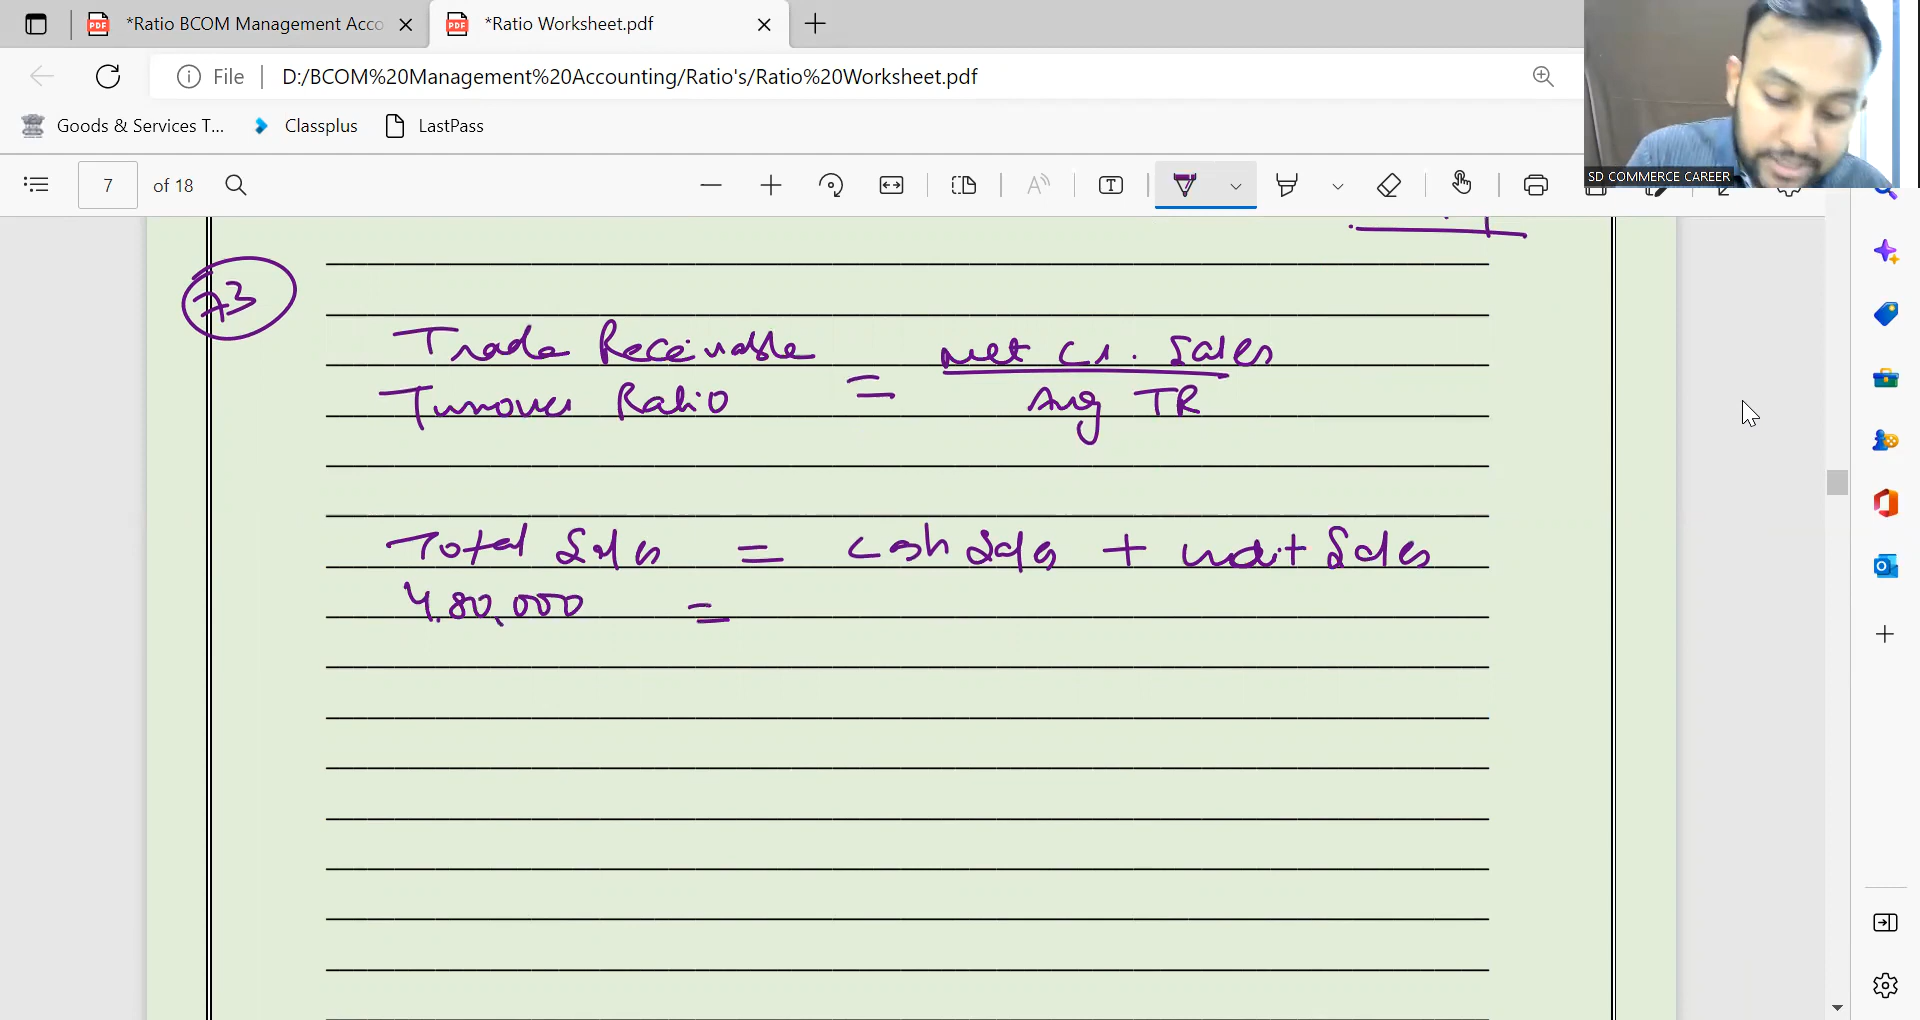 *Ratio BCOM Management Acco
*Ratio Worksheet.pdf
File
D:/BCOM%20Management%20Accounting/Ratio's/Ratio%20Worksheet.pdf
Goods & Services T...
Classplus
LastPass
7 of 18
SD COMMERCE CAREER
73
Trade Receivable = Net Cr. Sales
Turnover Ratio Avg TR
Total Sales = Cash Sales + credit Sales
4,80,000 =